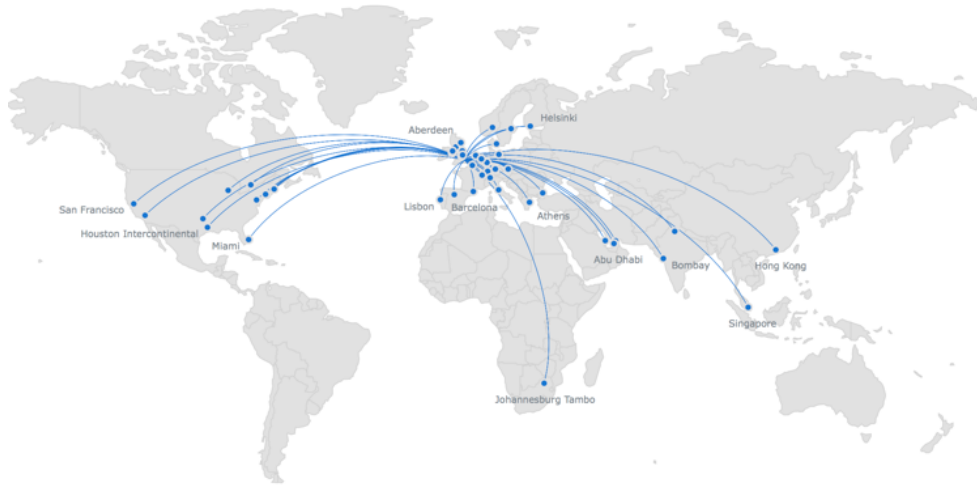 Helsinki
Aberdeen
San Francisco
Lisbon
Barcelona
Athens
Houston Intercontinental
Miami
Abu Dhabi
Bombay
Hong Kong
Singapore
Johannesburg Tambo